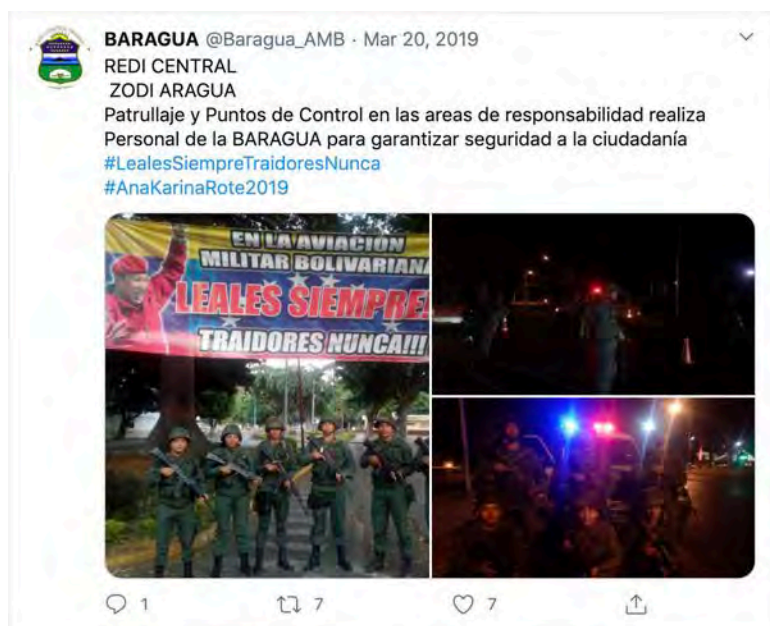 BARAGUA @Baragua_AMB · Mar 20, 2019
REDI CENTRAL
ZODI ARAGUA
Patrullaje y Puntos de Control en las areas de responsabilidad realiza
Personal de la BARAGUA para garantizar seguridad a la ciudadanía
#LealesSiempreTraidoresNunca
#AnaKarinaRote2019
EN LA AVIACION
MILITAR BOLIVARIANA
LEALES SIEMPRE!
TRAIDORES NUNCA!!!
1 7 7